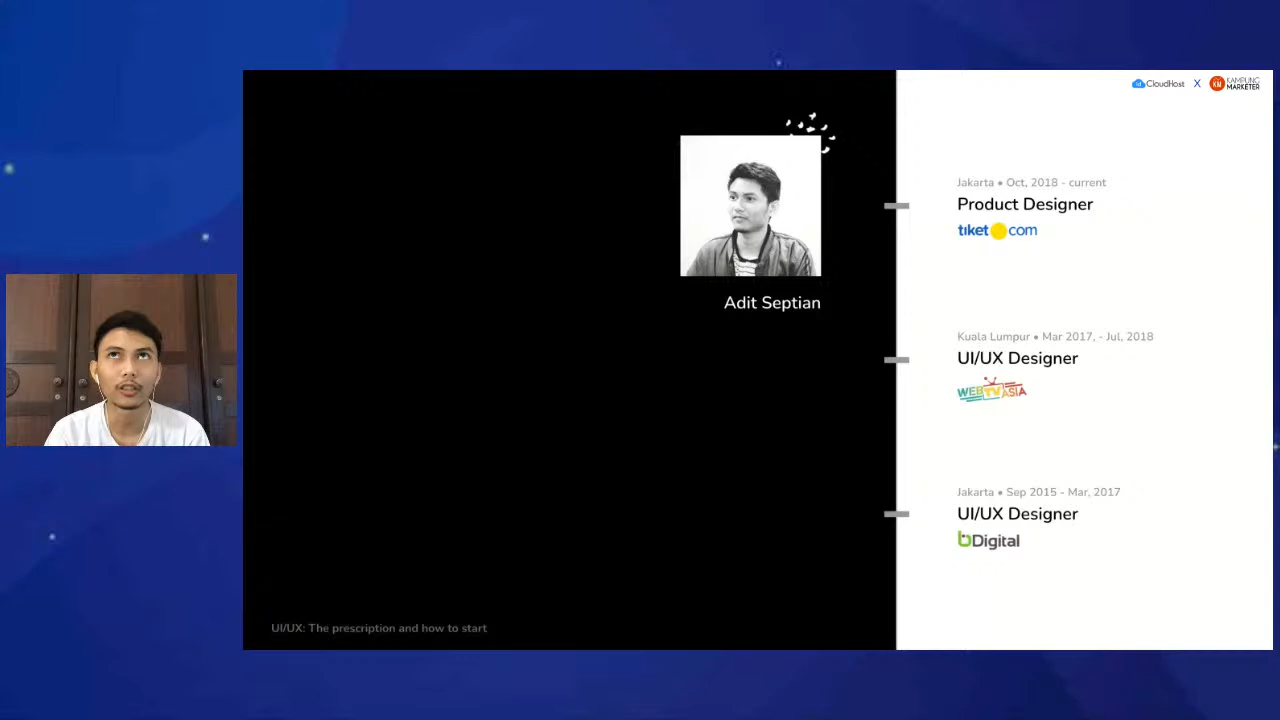 CloudHost X KAMPUNG MARKETER
Adit Septian
Jakarta • Oct, 2018 - current
Product Designer
tiket com
Kuala Lumpur • Mar 2017, - Jul, 2018
UI/UX Designer
WEBTVASIA
Jakarta • Sep 2015 - Mar, 2017
UI/UX Designer
bDigital
UI/UX: The prescription and how to start